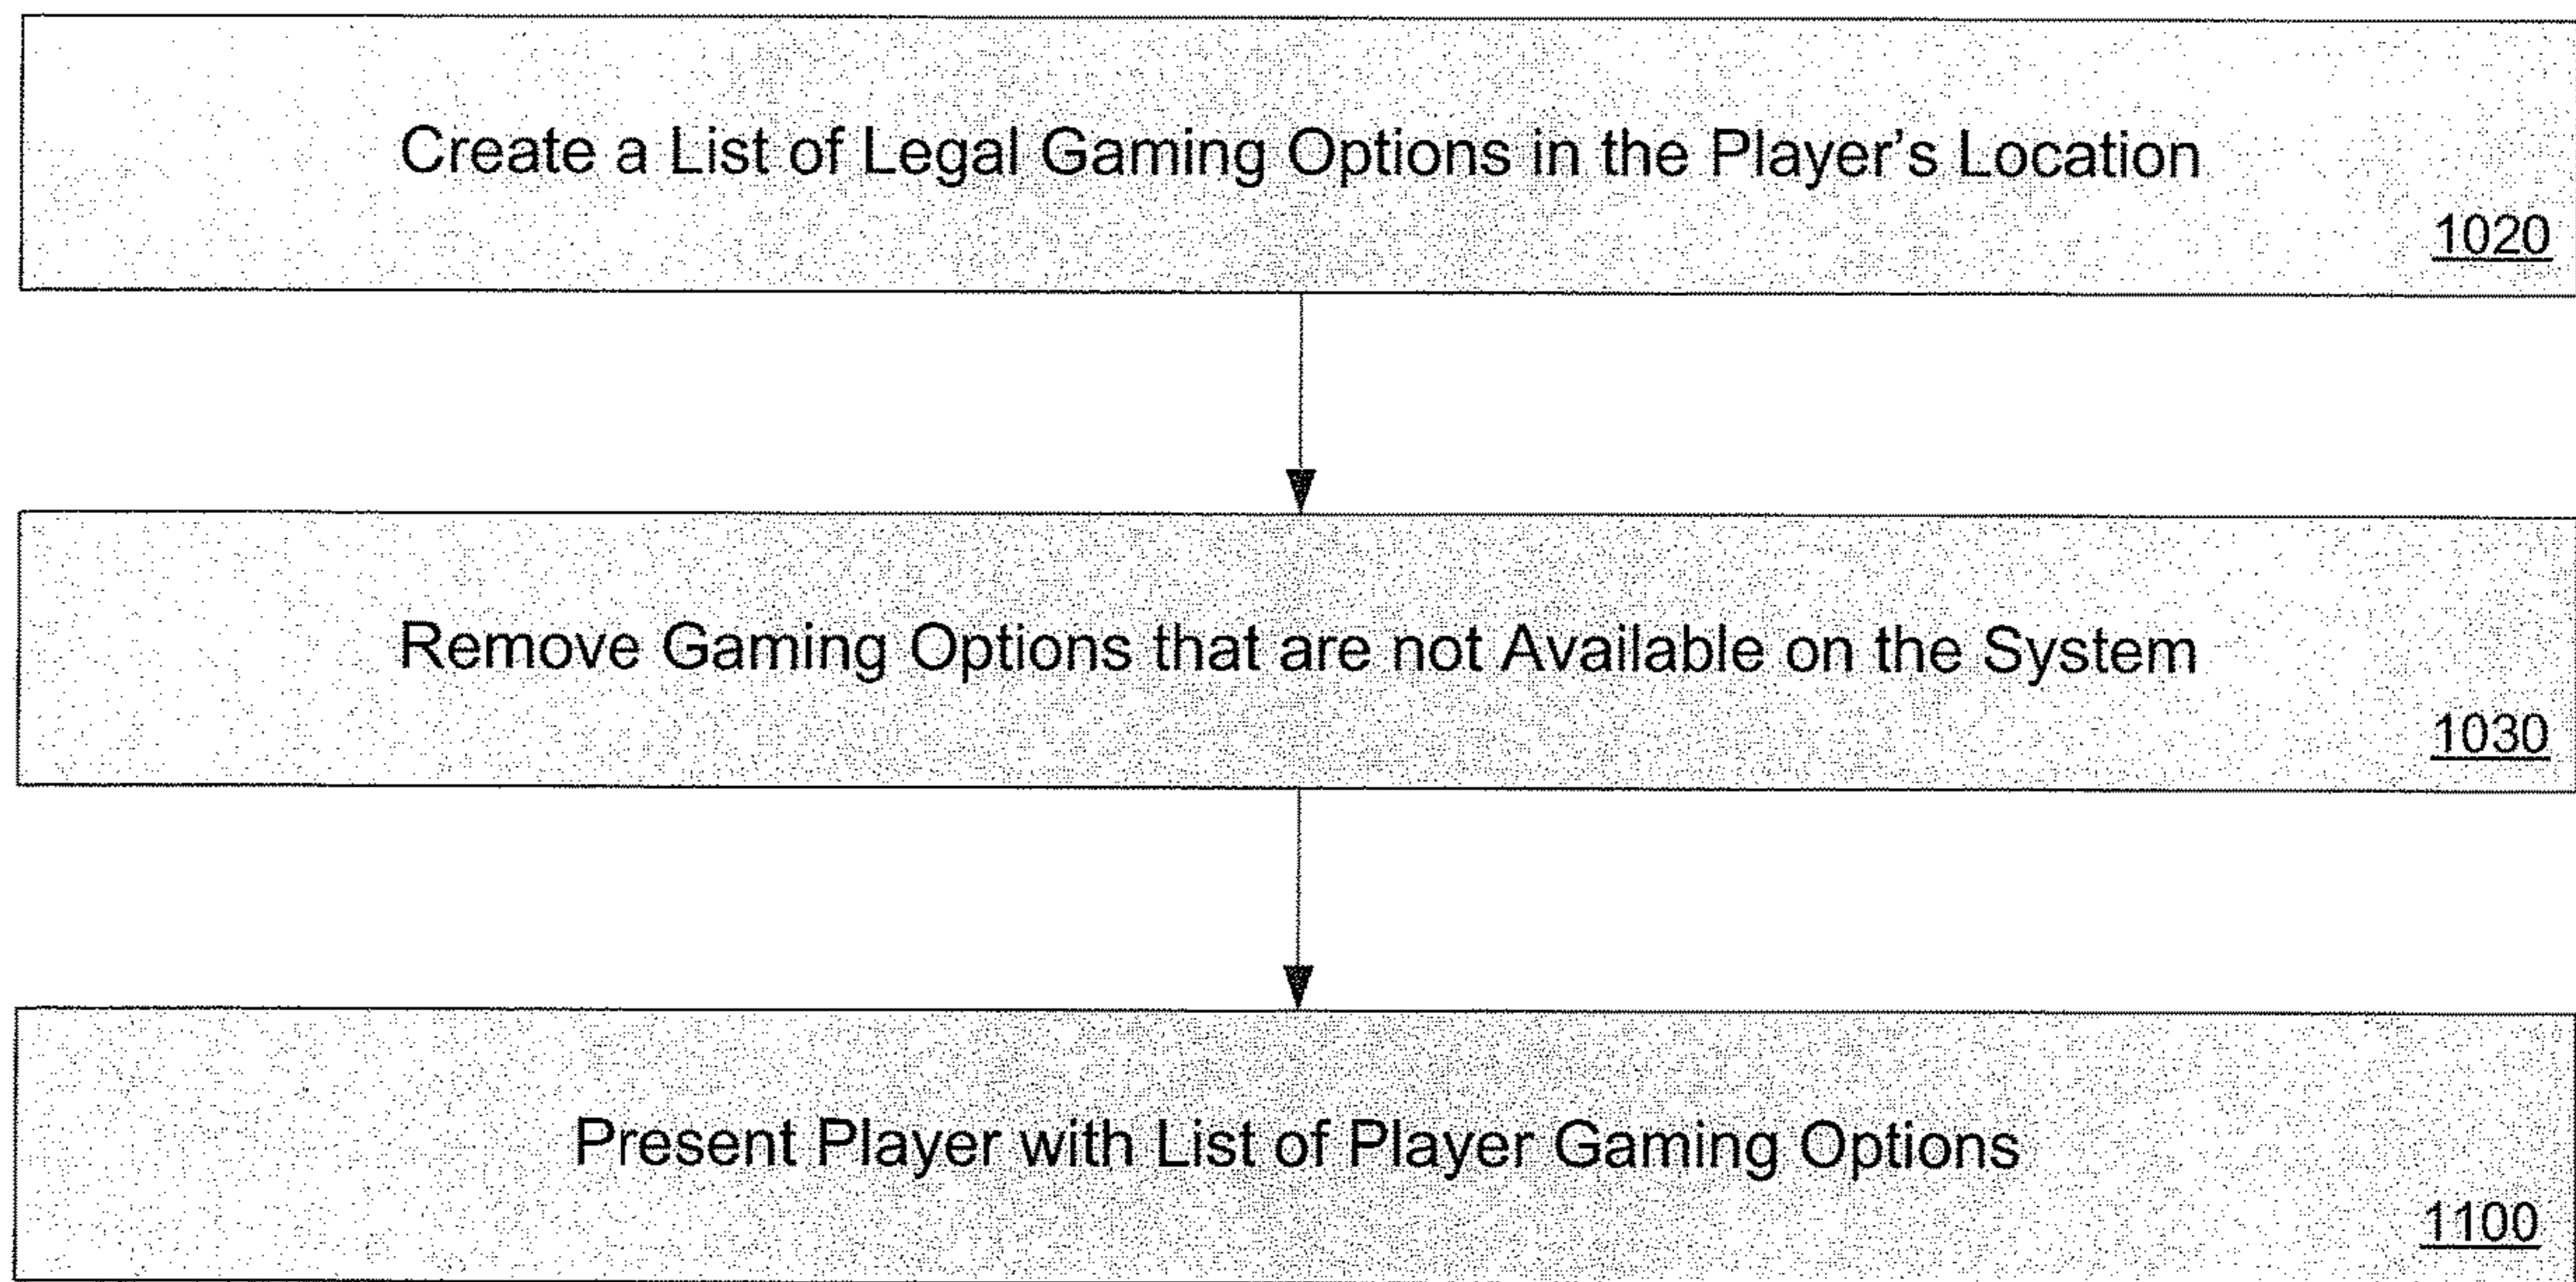 Create a List of Legal Gaming Options in the Player's Location
1020
Remove Gaming Options that are not Available on the System
1030
Present Player with List of Player Gaming Options
1100